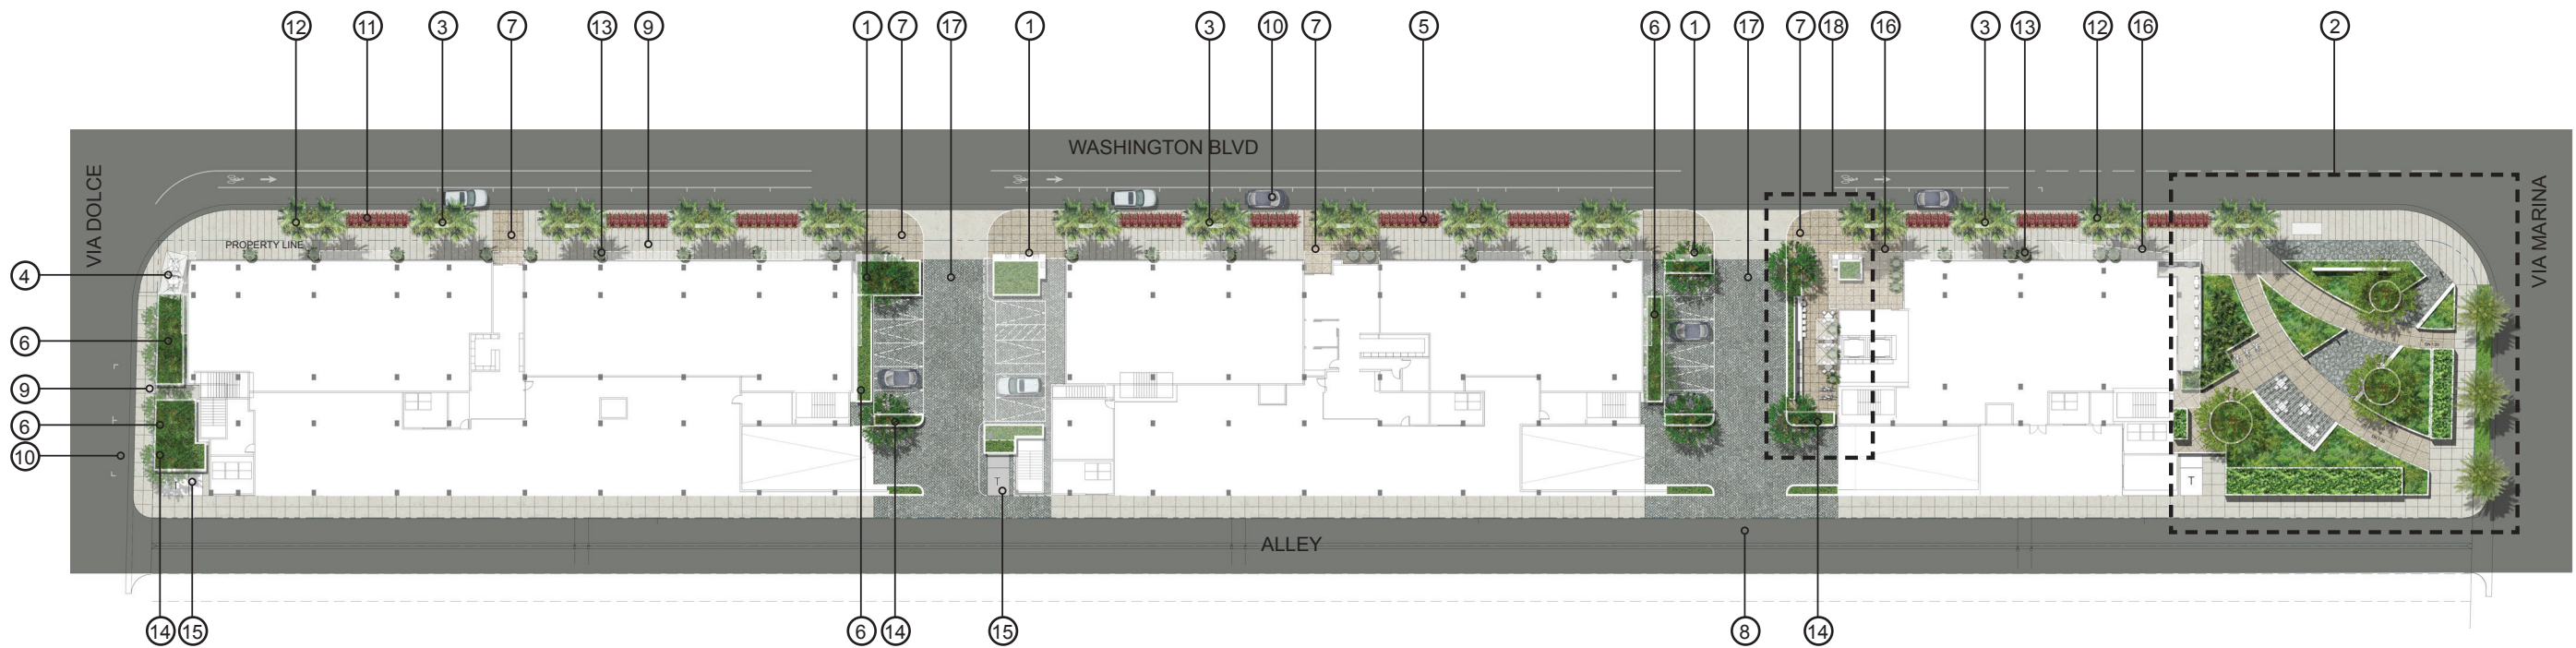 12 11 3 7 13 9 1 7 17 1 3 10 7 5 6 1 17 7 18 16 3 13 12 16 2
WASHINGTON BLVD
VIA DOLCE
VIA MARINA
PROPERTY LINE
4
6
9
6
10
T
T
ALLEY
14 15 6 14 15 8 14